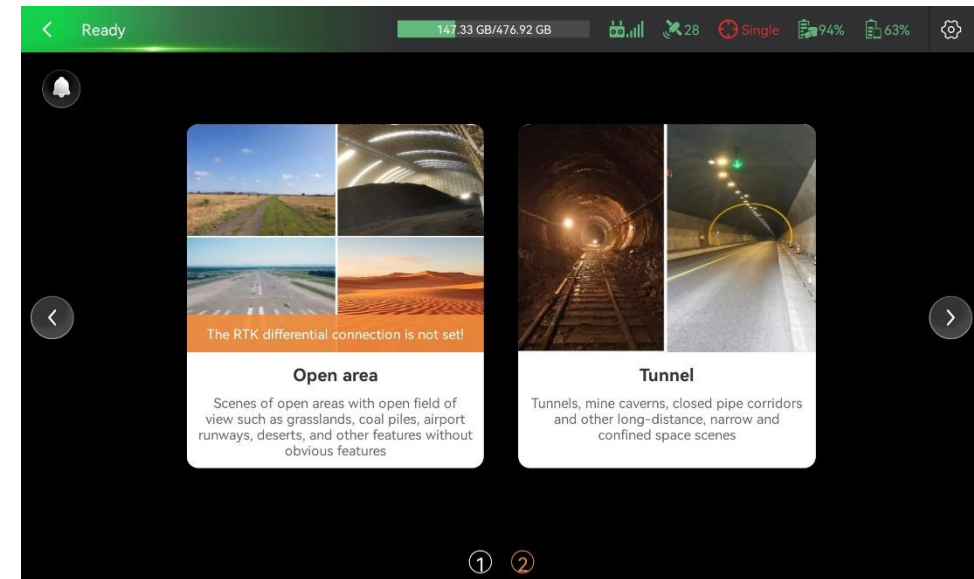 Ready
147.33 GB/476.92 GB
28
Single
94%
63%
The RTK differential connection is not set!
Open area
Scenes of open areas with open field of
view such as grasslands, coal piles, airport
runways, deserts, and other features without
obvious features
Tunnel
Tunnels, mine caverns, closed pipe corridors
and other long-distance, narrow and
confined space scenes
1
2